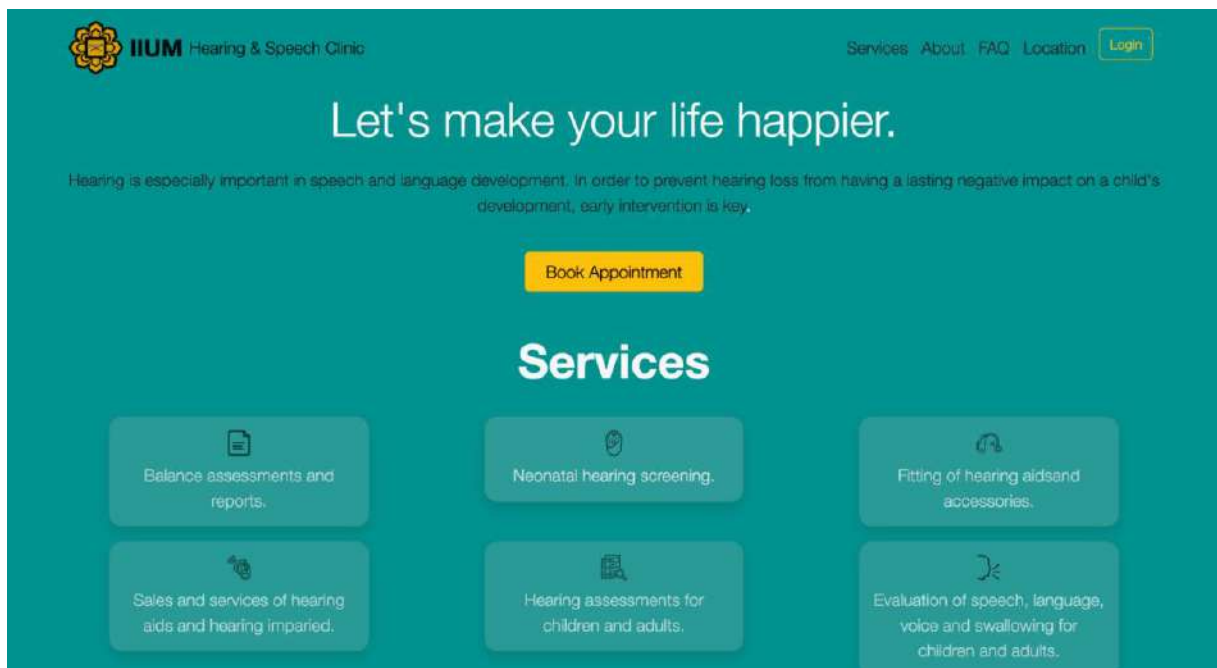 IIUM Hearing & Speech Clinic
Services About FAQ Location Login
Let's make your life happier.
Hearing is especially important in speech and language development. In order to prevent hearing loss from having a lasting negative impact on a child's
development, early intervention is key.
Book Appointment
Services
Balance assessments and
reports.
Neonatal hearing screening.
Fitting of hearing aidsand
accessories.
Sales and services of hearing
aids and hearing imparied.
Hearing assessments for
children and adults.
Evaluation of speech, language,
voice and swallowing for
children and adults.